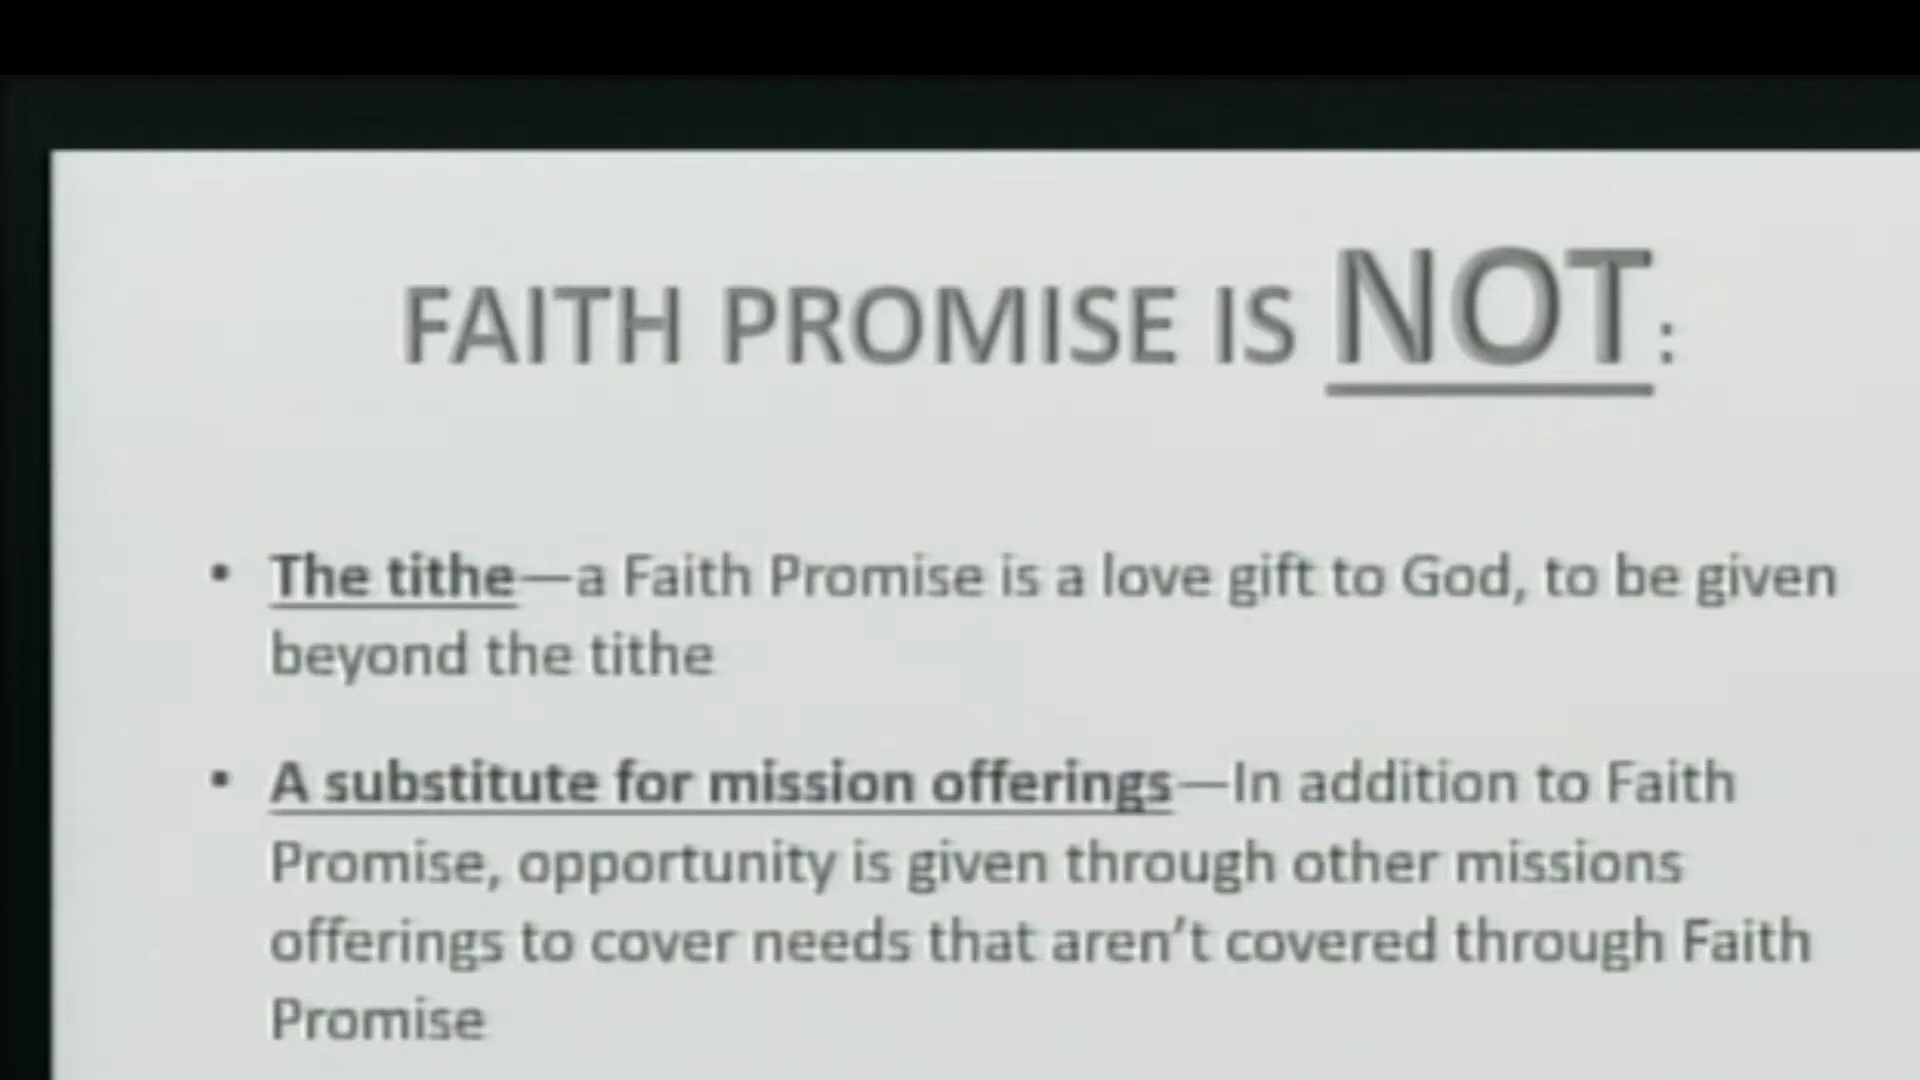 FAITH PROMISE IS NOT:
• The tithe—a Faith Promise is a love gift to God, to be given
beyond the tithe
• A substitute for mission offerings—In addition to Faith
Promise, opportunity is given through other missions
offerings to cover needs that aren’t covered through Faith
Promise